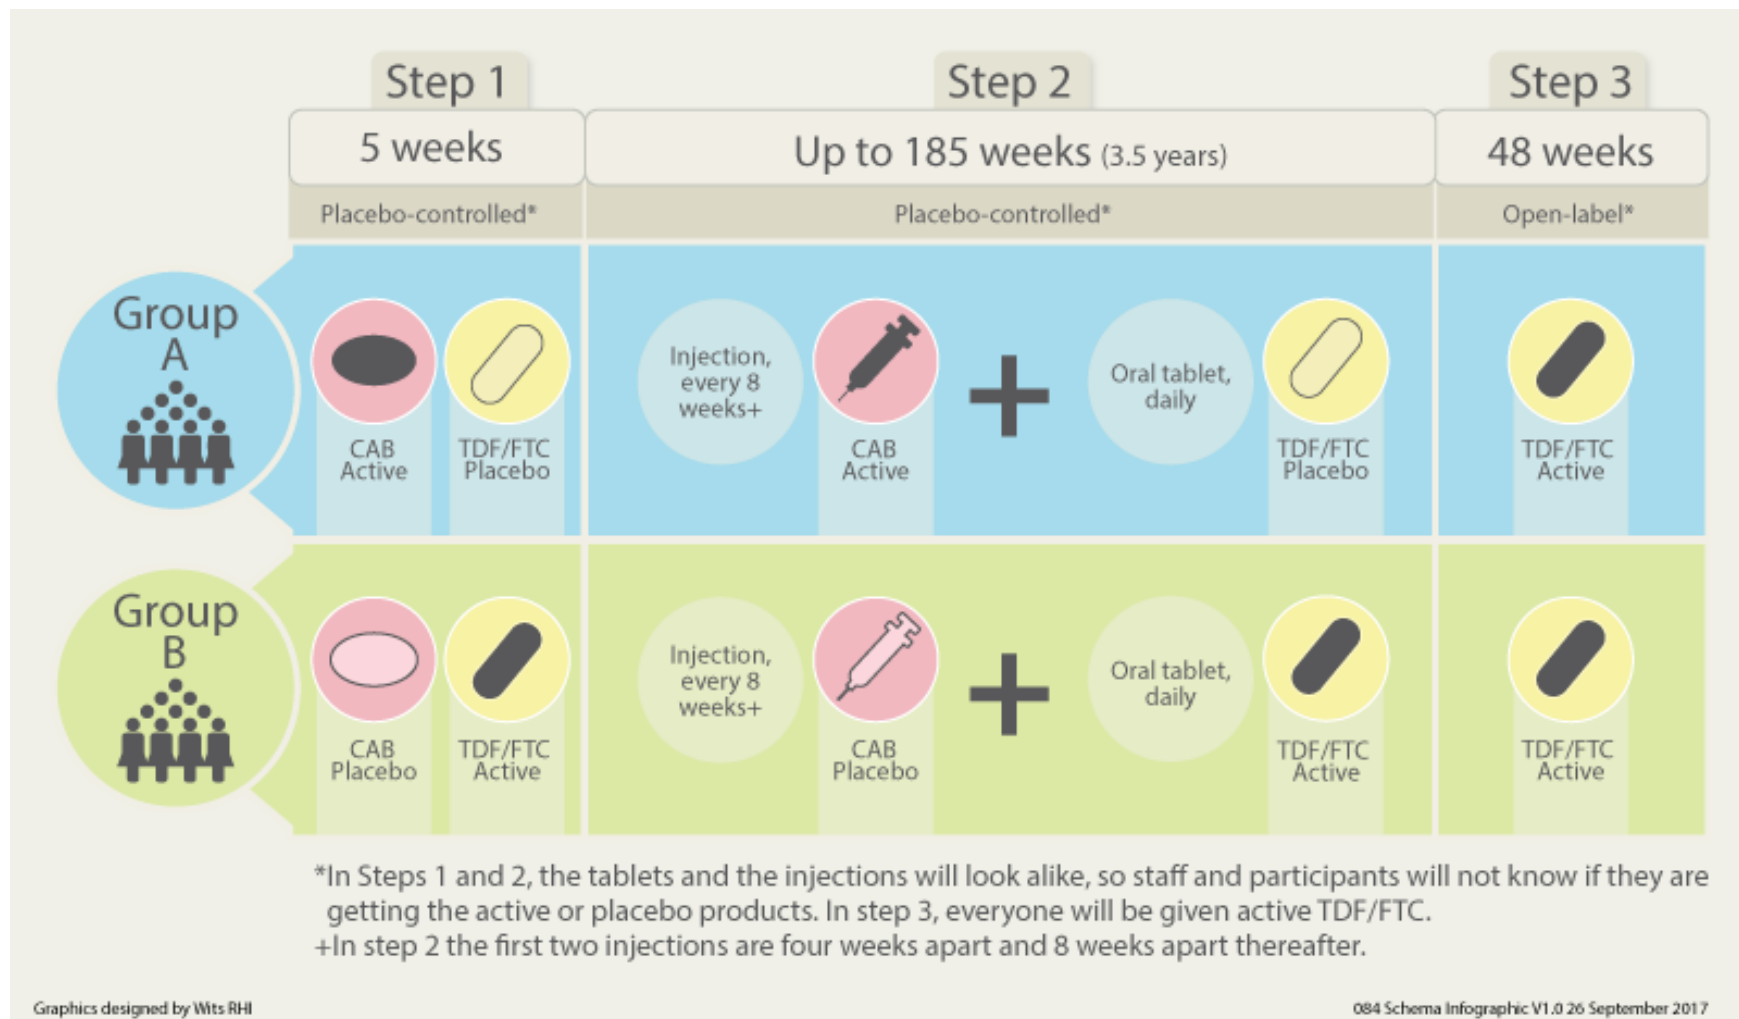 Step 1
Step 2
Step 3
5 weeks
Up to 185 weeks (3.5 years)
48 weeks
Placebo-controlled*
Placebo-controlled*
Open-label*
Group
A
CAB
Active
TDF/FTC
Placebo
Injection,
every 8
weeks+
CAB
Active
+
Oral tablet,
daily
TDF/FTC
Placebo
TDF/FTC
Active
Group
B
CAB
Placebo
TDF/FTC
Active
Injection,
every 8
weeks+
CAB
Placebo
+
Oral tablet,
daily
TDF/FTC
Active
TDF/FTC
Active
*In Steps 1 and 2, the tablets and the injections will look alike, so staff and participants will not know if they are
getting the active or placebo products. In step 3, everyone will be given active TDF/FTC.
+In step 2 the first two injections are four weeks apart and 8 weeks apart thereafter.
Graphics designed by Wits RHI
084 Schema Infographic V1.0 26 September 2017